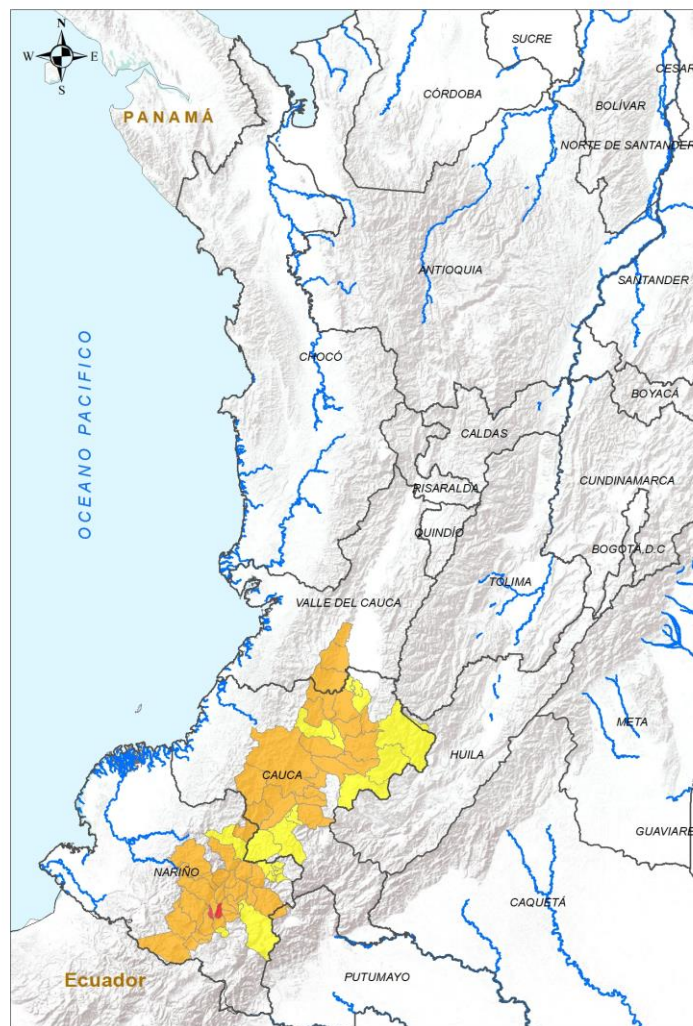 N
W E
S
PANAMÁ
SUCRE
CESAR
CÓRDOBA
BOLÍVAR
NORTE DE SANTANDER
ANTIOQUIA
SANTANDER
OCEANO PACIFICO
CHOCÓ
BOYACÁ
CALDAS
CUNDINAMARCA
RISARALDA
QUINDÍO
BOGOTÁ, D.C
TOLIMA
VALLE DEL CAUCA
META
HUILA
CAUCA
GUAVIARE
NARIÑO
CAQUETÁ
Ecuador
PUTUMAYO